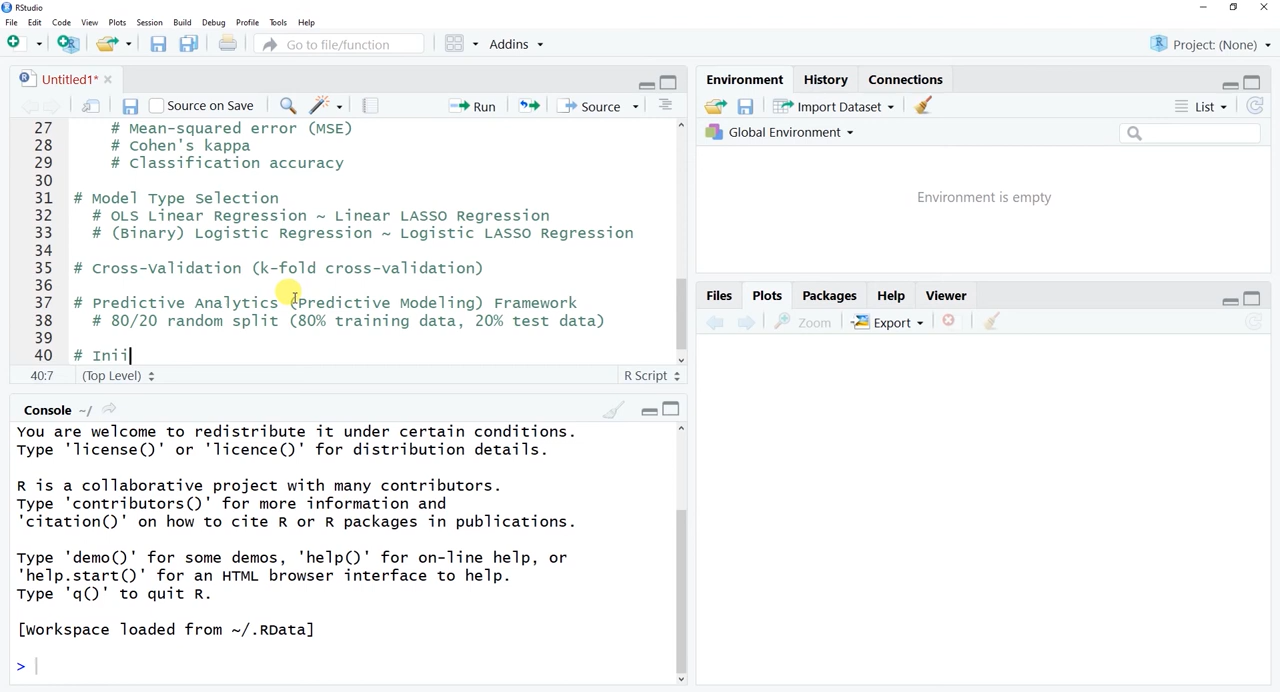 RStudio
File Edit Code View Plots Session Build Debug Profile Tools Help
Go to file/function Addins Project: (None)
Untitled1*
Source on Save Run Source
27 # Mean-squared error (MSE)
28 # Cohen's kappa
29 # Classification accuracy
30
31 # Model Type Selection
32 # OLS Linear Regression ~ Linear LASSO Regression
33 # (Binary) Logistic Regression ~ Logistic LASSO Regression
34
35 # Cross-Validation (k-fold cross-validation)
36
37 # Predictive Analytics (Predictive Modeling) Framework
38 # 80/20 random split (80% training data, 20% test data)
39
40 # Inii
40:7 (Top Level) R Script
Console ~/
You are welcome to redistribute it under certain conditions.
Type 'license()' or 'licence()' for distribution details.
R is a collaborative project with many contributors.
Type 'contributors()' for more information and
'citation()' on how to cite R or R packages in publications.
Type 'demo()' for some demos, 'help()' for on-line help, or
'help.start()' for an HTML browser interface to help.
Type 'q()' to quit R.
[Workspace loaded from ~/.RData]
>
Environment History Connections
Import Dataset List
Global Environment
Environment is empty
Files Plots Packages Help Viewer
Zoom Export